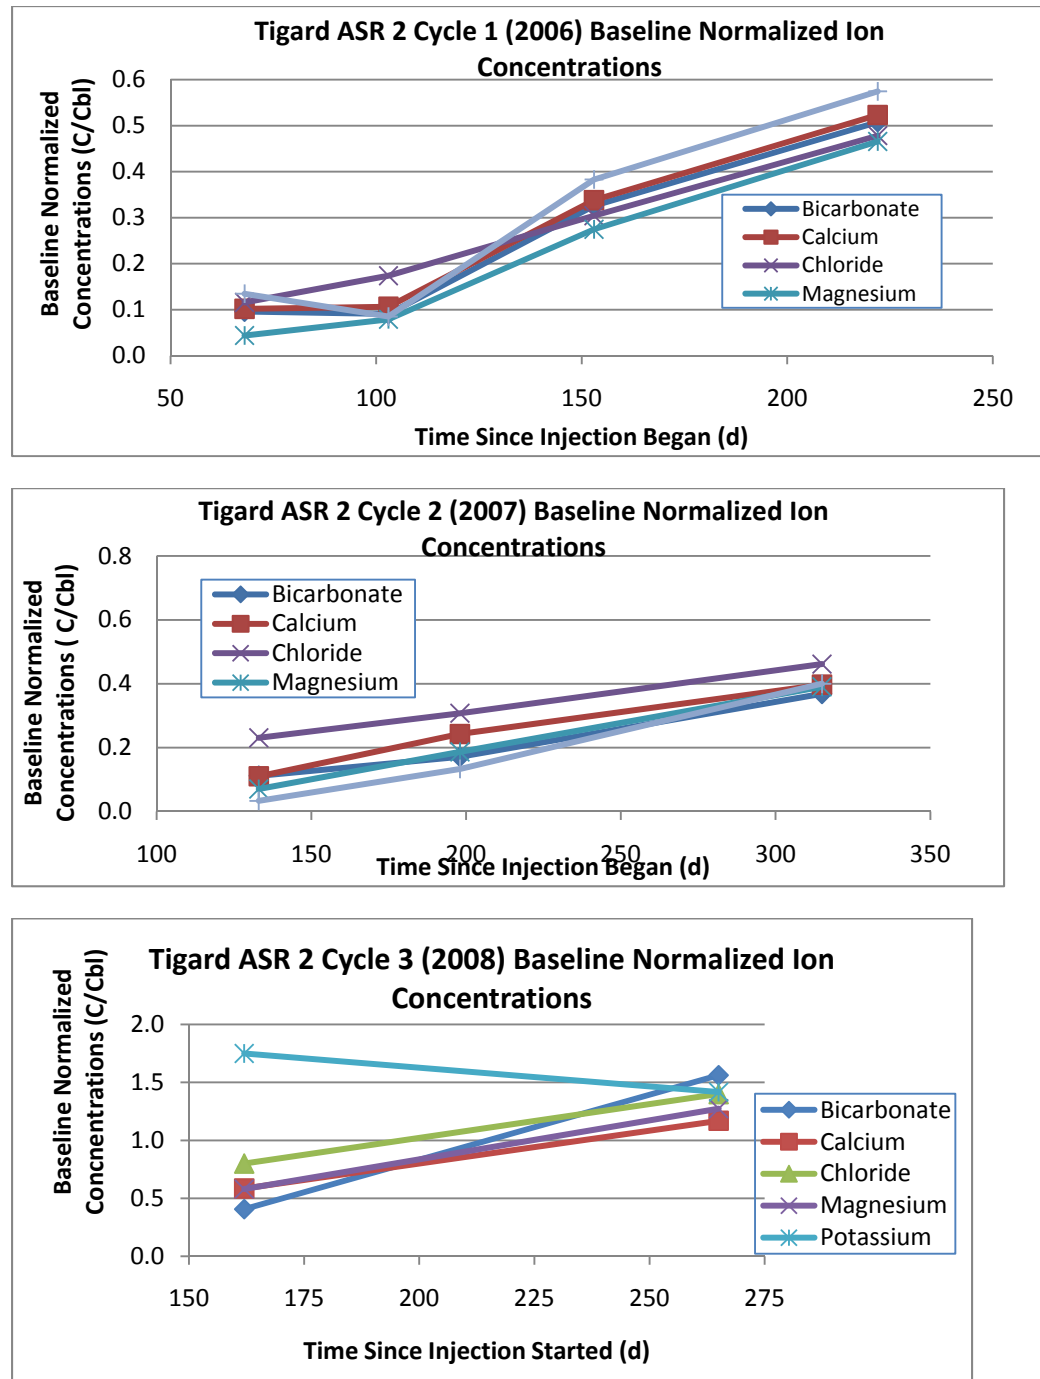 Tigard ASR 2 Cycle 1 (2006) Baseline Normalized Ion
Concentrations
Baseline Normalized
Concentrations (C/Cbl)
0.6
0.5
0.4
0.3
0.2
0.1
0.0
Bicarbonate
Calcium
Chloride
Magnesium
50
100
150
200
250
Time Since Injection Began (d)
Tigard ASR 2 Cycle 2 (2007) Baseline Normalized Ion
Concentrations
Baseline Normalized
Concentrations ( C/Cbl)
0.8
0.6
0.4
0.2
0.0
Bicarbonate
Calcium
Chloride
Magnesium
100
150
200
250
300
350
Time Since Injection Began (d)
Tigard ASR 2 Cycle 3 (2008) Baseline Normalized Ion
Concentrations
Baseline Normalized
Concnentrations (C/Cbl)
2.0
1.5
1.0
0.5
0.0
Bicarbonate
Calcium
Chloride
Magnesium
Potassium
150
175
200
225
250
275
Time Since Injection Started (d)